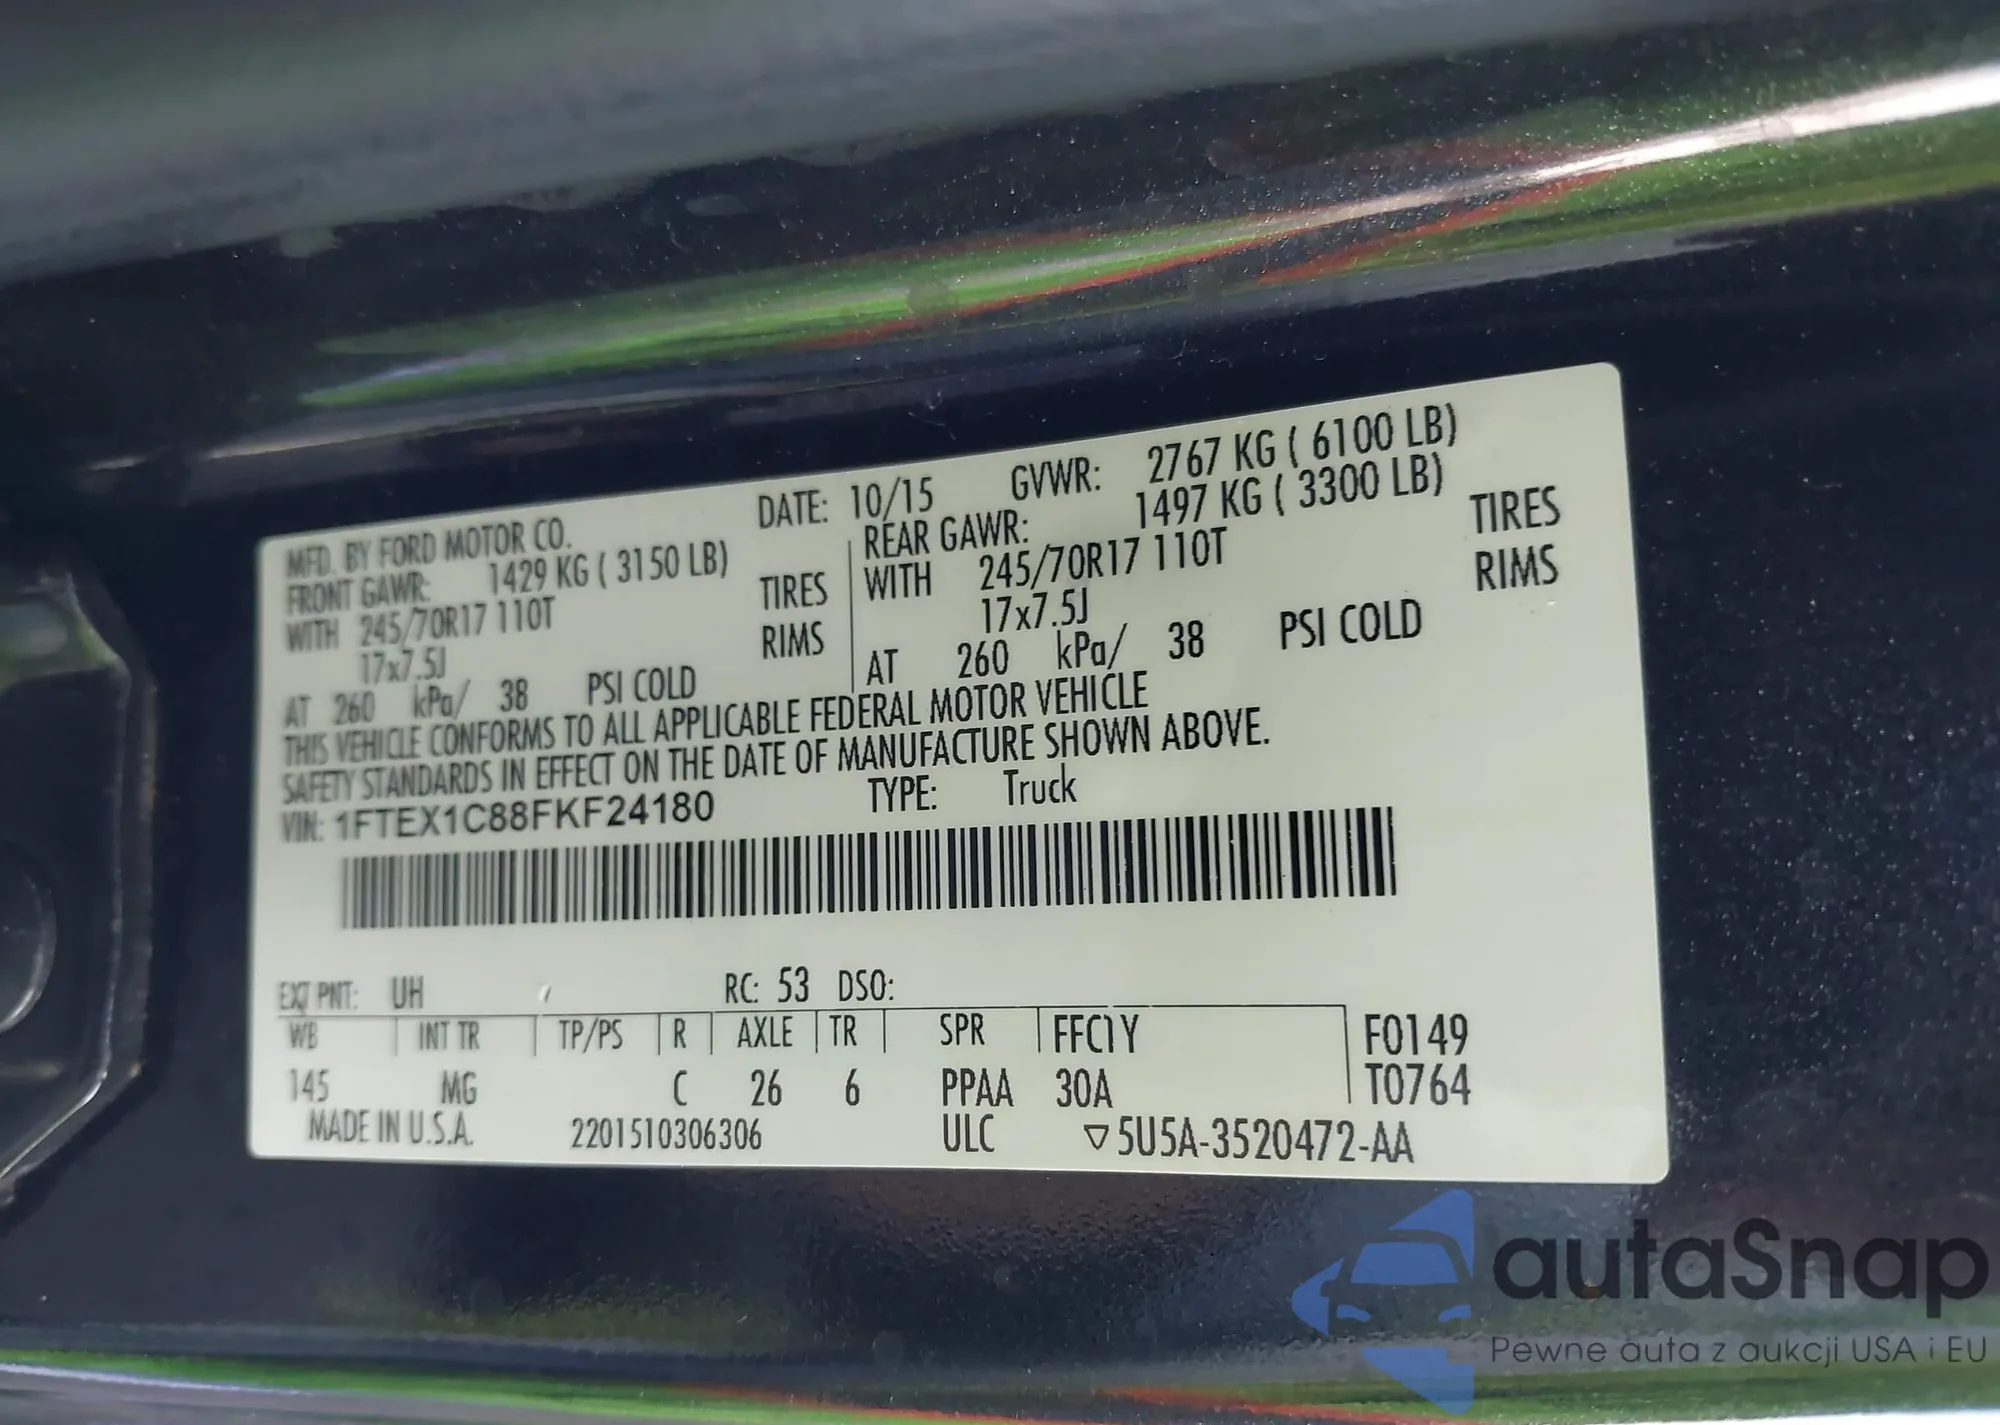 MFD. BY FORD MOTOR CO. DATE: 10/15 GVWR: 2767 KG ( 6100 LB)
FRONT GAWR: 1429 KG ( 3150 LB) REAR GAWR: 1497 KG ( 3300 LB)
WITH 245/70R17 110T TIRES WITH 245/70R17 110T TIRES
17x7.5J RIMS 17x7.5J RIMS
AT 260 kPa/ 38 PSI COLD AT 260 kPa/ 38 PSI COLD
THIS VEHICLE CONFORMS TO ALL APPLICABLE FEDERAL MOTOR VEHICLE
SAFETY STANDARDS IN EFFECT ON THE DATE OF MANUFACTURE SHOWN ABOVE.
VIN: 1FTEX1C88FKF24180 TYPE: Truck
EXT PNT: UH RC: 53 DSO:
WB INT TR TP/PS R AXLE TR SPR FFC1Y F0149
145 MG C 26 6 PPAA 30A T0764
MADE IN U.S.A. 2201510306306 ULC ▽5U5A-3520472-AA
autaSnap
Pewne auta z aukcji USA i EU